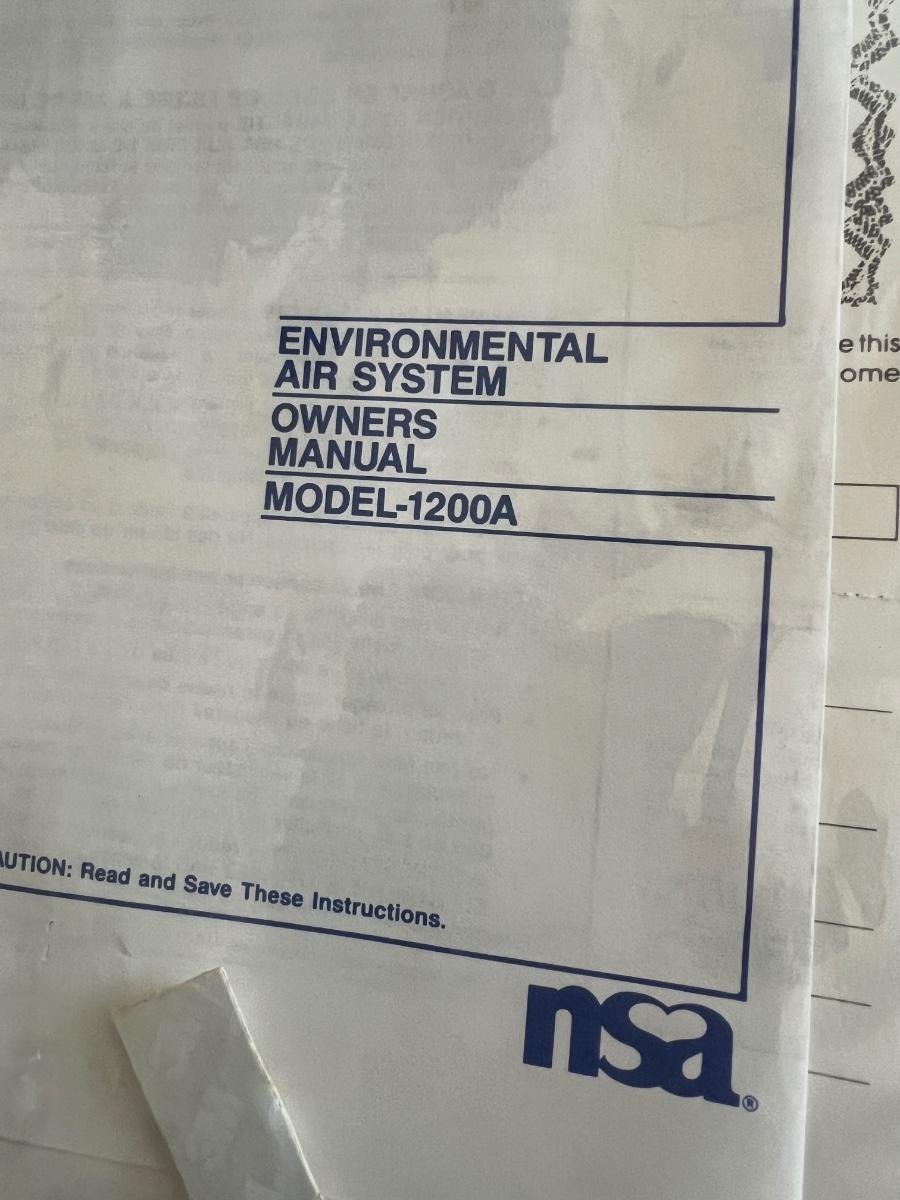 ENVIRONMENTAL
AIR SYSTEM
OWNERS
MANUAL
MODEL-1200A
AUTION: Read and Save These Instructions.
nsa®
e this
ome